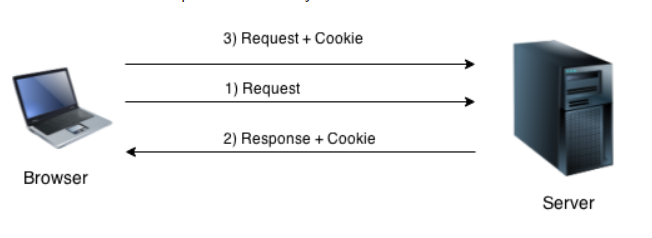 3) Request + Cookie
1) Request
2) Response + Cookie
Browser
Server